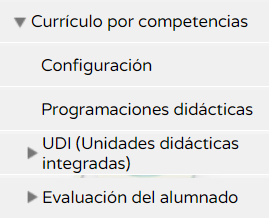 Currículo por competencias
Configuración
Programaciones didácticas
UDI (Unidades didácticas
integradas)
Evaluación del alumnado